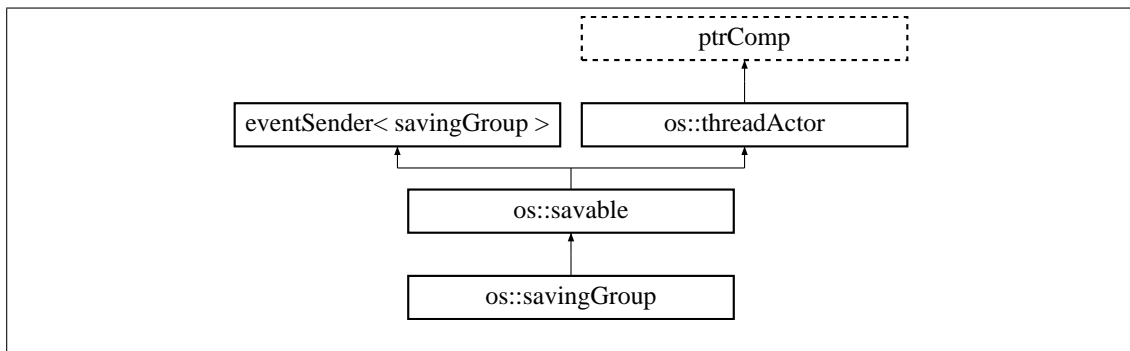 ptrComp
eventSender< savingGroup >
os::threadActor
os::savable
os::savingGroup